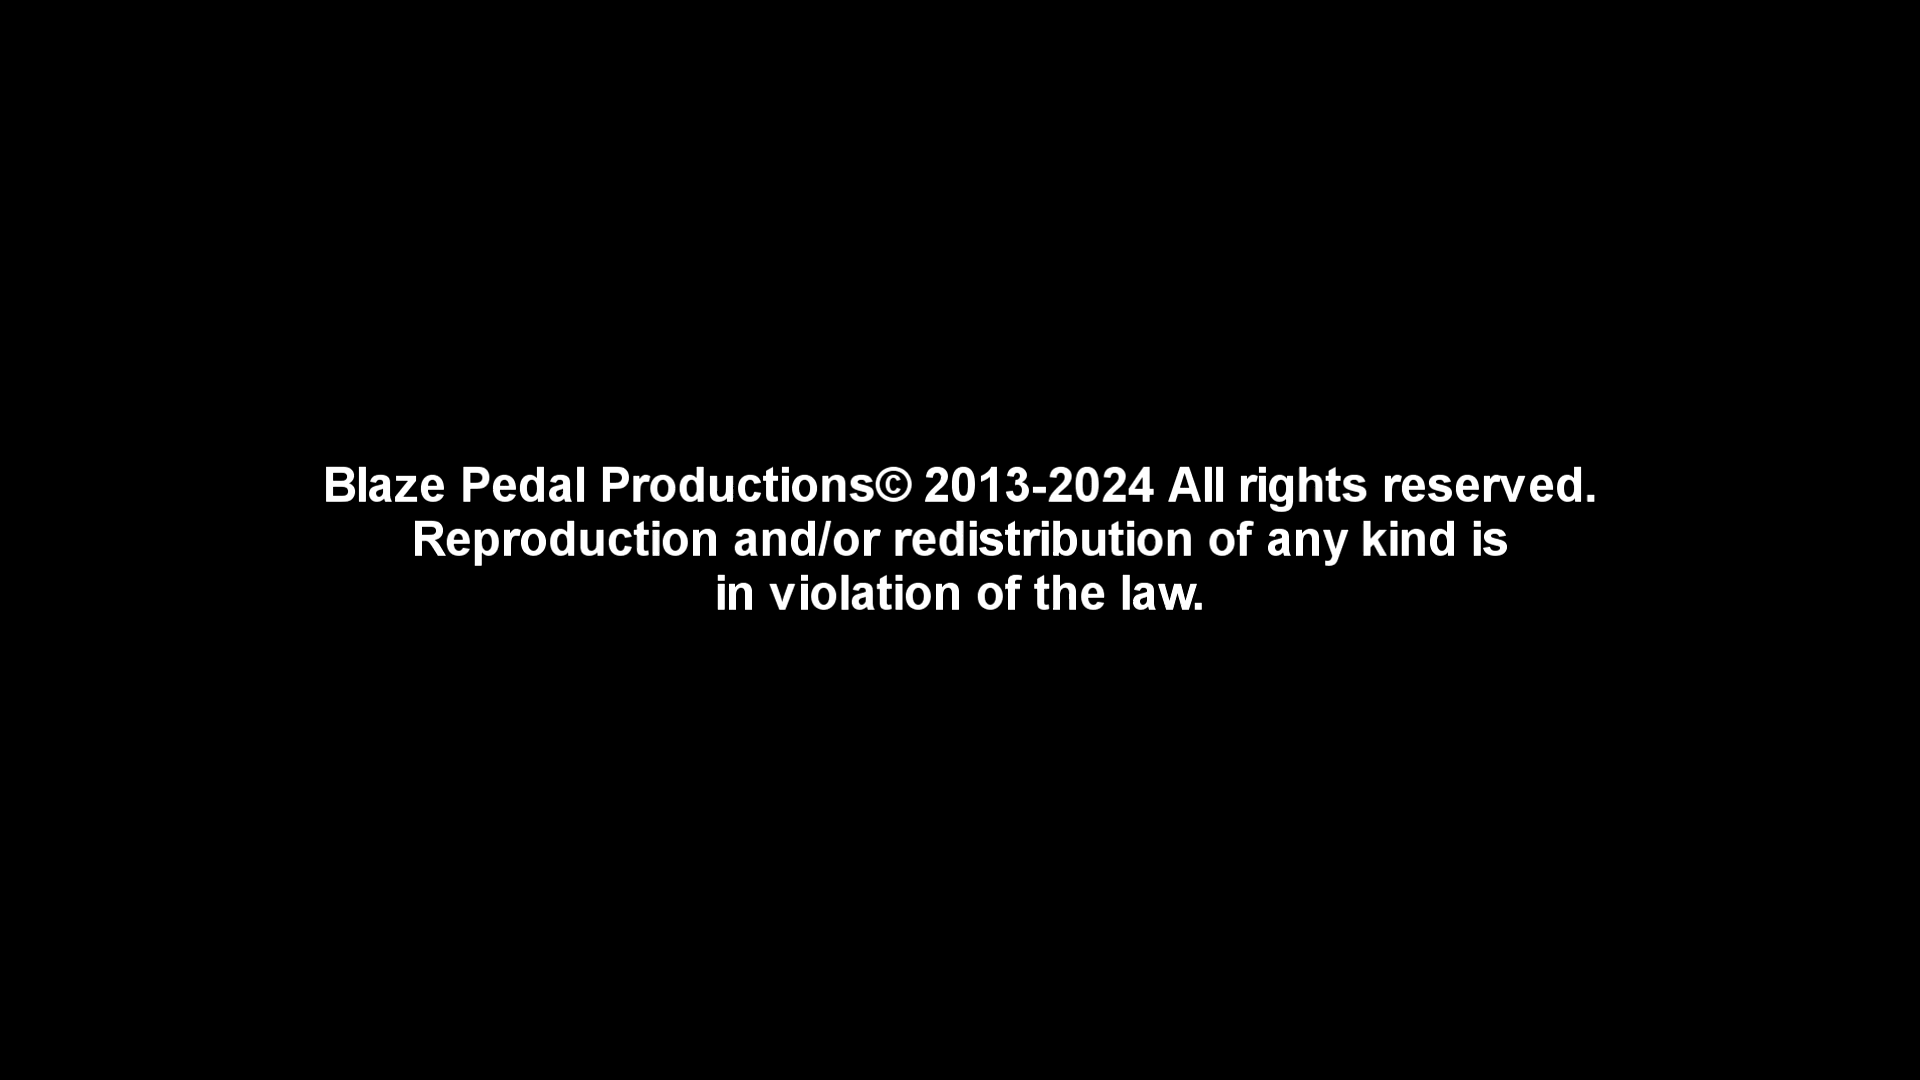 Blaze Pedal Productions© 2013-2024 All rights reserved.
Reproduction and/or redistribution of any kind is
in violation of the law.